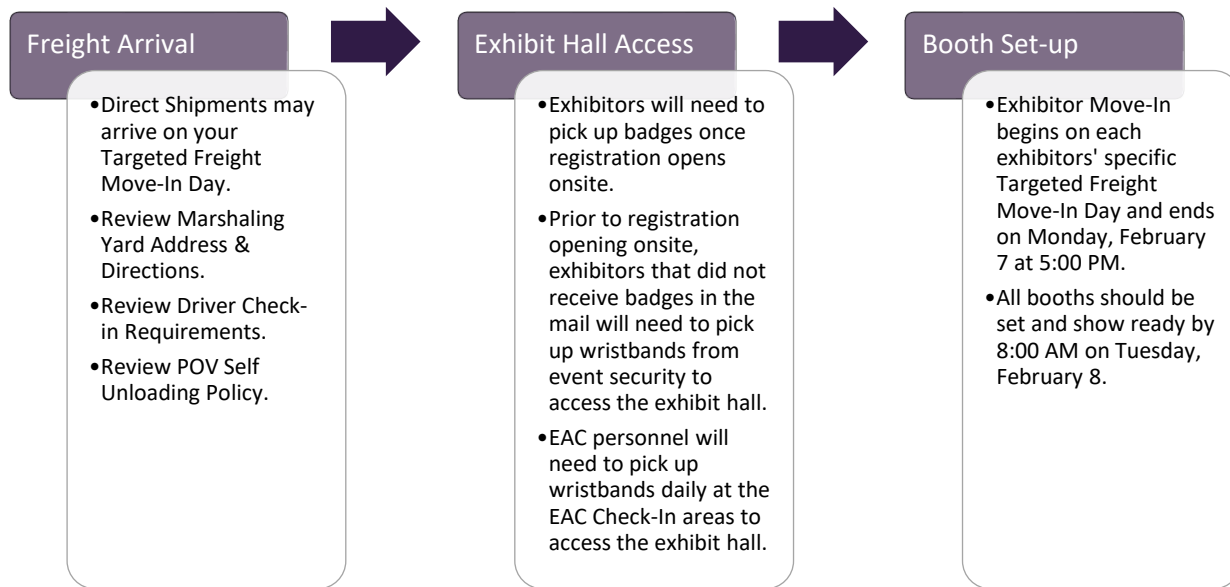 Freight Arrival
•Direct Shipments may
arrive on your
Targeted Freight
Move-In Day.
•Review Marshaling
Yard Address &
Directions.
•Review Driver Check-
in Requirements.
•Review POV Self
Unloading Policy.
Exhibit Hall Access
•Exhibitors will need to
pick up badges once
registration opens
onsite.
•Prior to registration
opening onsite,
exhibitors that did not
receive badges in the
mail will need to pick
up wristbands from
event security to
access the exhibit hall.
•EAC personnel will
need to pick up
wristbands daily at the
EAC Check-In areas to
access the exhibit hall.
Booth Set-up
•Exhibitor Move-In
begins on each
exhibitors' specific
Targeted Freight
Move-In Day and ends
on Monday, February
7 at 5:00 PM.
•All booths should be
set and show ready by
8:00 AM on Tuesday,
February 8.